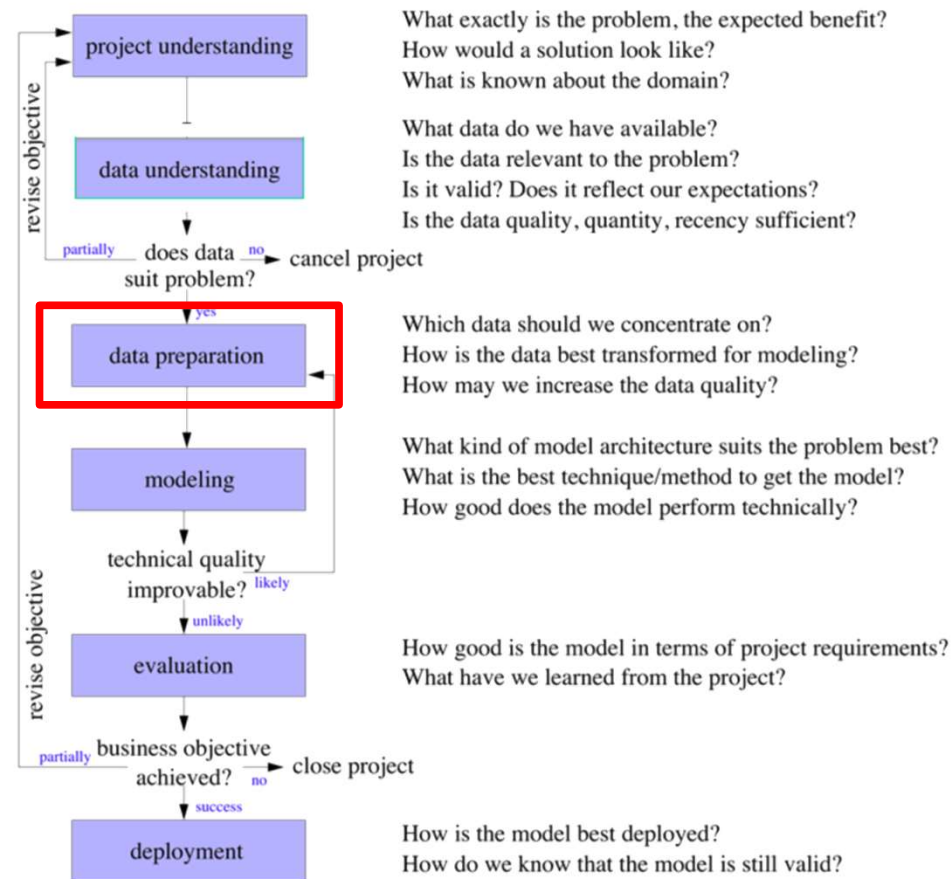 project understanding
What exactly is the problem, the expected benefit?
How would a solution look like?
What is known about the domain?
revise objective
data understanding
What data do we have available?
Is the data relevant to the problem?
Is it valid? Does it reflect our expectations?
Is the data quality, quantity, recency sufficient?
partially
does data
suit problem?
no
cancel project
yes
data preparation
Which data should we concentrate on?
How is the data best transformed for modeling?
How may we increase the data quality?
modeling
What kind of model architecture suits the problem best?
What is the best technique/method to get the model?
How good does the model perform technically?
technical quality
improvable?
likely
unlikely
revise objective
evaluation
How good is the model in terms of project requirements?
What have we learned from the project?
partially
business objective
achieved?
no
close project
success
deployment
How is the model best deployed?
How do we know that the model is still valid?